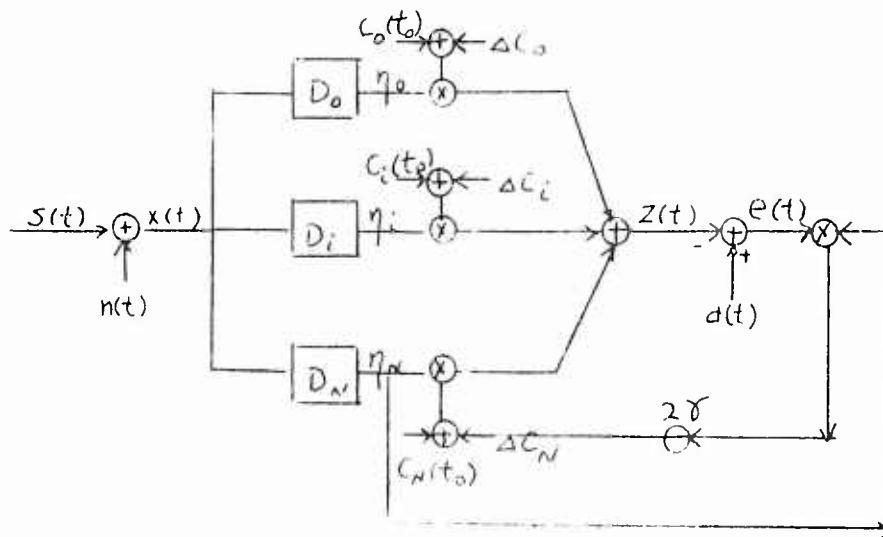 C₀(t₀) + ΔC₀
D₀ η₀ ×
Cᵢ(t₀) + ΔCᵢ
S(t) + x(t) Dᵢ ηᵢ × + Z(t) - + e(t) ×
+
n(t) d(t)
D_N η_N × 2γ
+ ΔC_N
C_N(t₀)